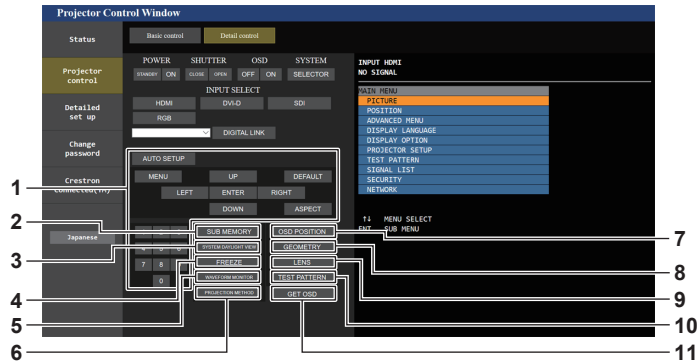 Projector Control Window
Status
Projector
control
Detailed
set up
Change
password
Crestron
Connected(TM)
Japanese
Basic control
Detail control
POWER SHUTTER OSD SYSTEM
STANDBY ON CLOSE OPEN OFF ON SELECTOR
INPUT SELECT
HDMI DVI-D SDI
RGB
DIGITAL LINK
AUTO SETUP
MENU UP DEFAULT
LEFT ENTER RIGHT
DOWN ASPECT
SUB MEMORY OSD POSITION
SYSTEM DAYLIGHT VIEW GEOMETRY
FREEZE LENS
7 8
WAVEFORM MONITOR TEST PATTERN
0
PROJECTION METHOD GET OSD
INPUT HDMI
NO SIGNAL
MAIN MENU
PICTURE
POSITION
ADVANCED MENU
DISPLAY LANGUAGE
DISPLAY OPTION
PROJECTOR SETUP
TEST PATTERN
SIGNAL LIST
SECURITY
NETWORK
↑↓ MENU SELECT
ENT SUB MENU
1
2
3
4
5
6
7
8
9
10
11